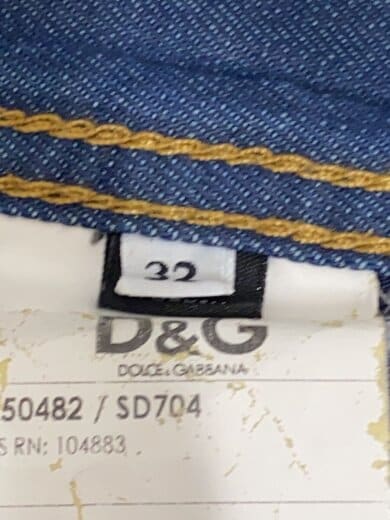 32
D&G
DOLCE & GABBANA
50482 / SD704
S RN: 104883